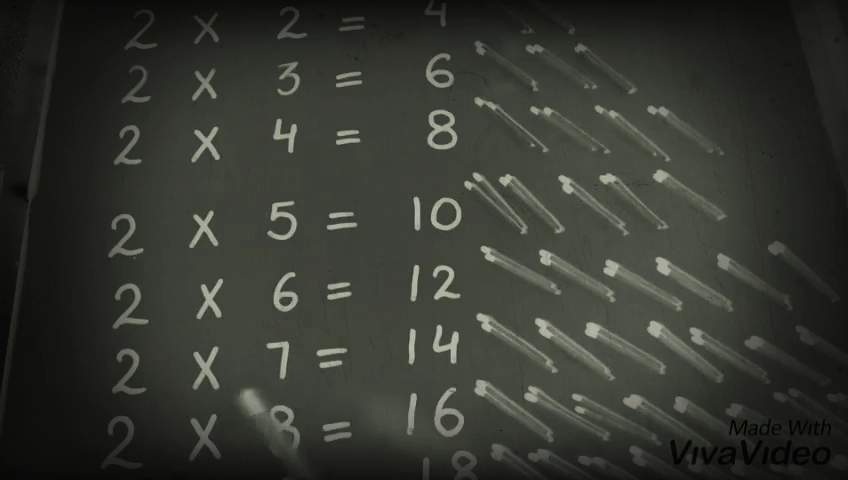 2 × 2 = 4
2 × 3 = 6
2 × 4 = 8
2 × 5 = 10
2 × 6 = 12
2 × 7 = 14
2 × 8 = 16
18
Made With
VivaVideo